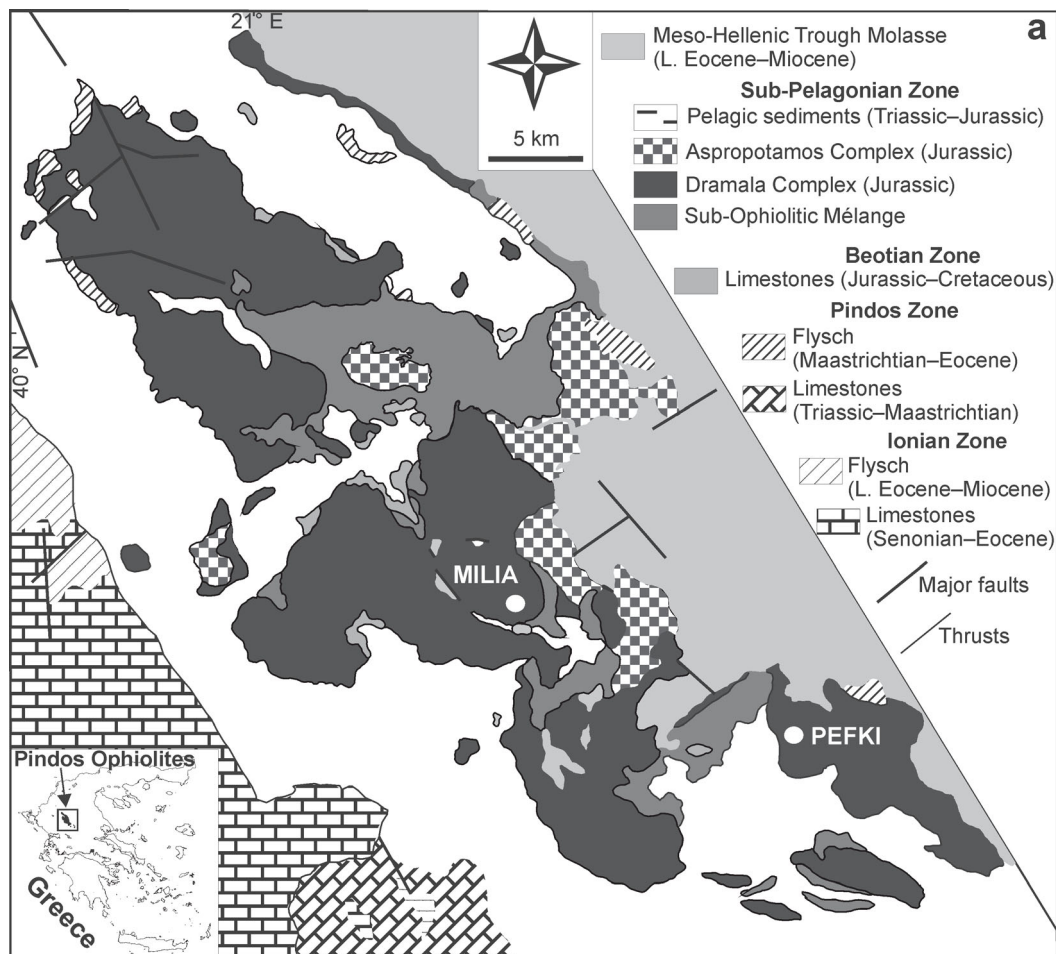 21° E
a
Meso-Hellenic Trough Molasse
(L. Eocene–Miocene)
Sub-Pelagonian Zone
Pelagic sediments (Triassic–Jurassic)
5 km
Aspropotamos Complex (Jurassic)
Dramala Complex (Jurassic)
Sub-Ophiolitic Mélange
Beotian Zone
Limestones (Jurassic–Cretaceous)
Pindos Zone
Flysch
(Maastrichtian–Eocene)
40° N
Limestones
(Triassic–Maastrichtian)
Ionian Zone
Flysch
(L. Eocene–Miocene)
Limestones
(Senonian–Eocene)
MILIA
Major faults
Thrusts
PEFKI
Pindos Ophiolites
Greece